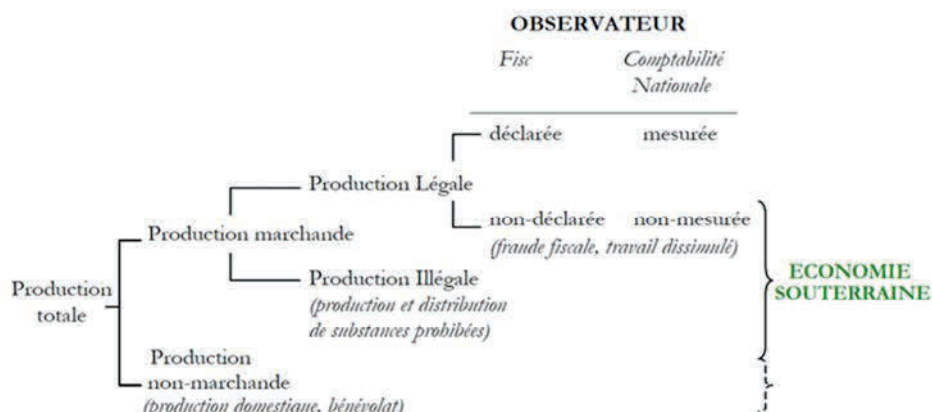 OBSERVATEUR
Fisc
Comptabilité
Nationale
déclarée mesurée
Production Légale
non-déclarée non-mesurée
(fraude fiscale, travail dissimulé)
Production marchande
Production Illégale
(production et distribution
de substances prohibées)
ECONOMIE
SOUTERRAINE
Production
totale
Production
non-marchande
(production domestique, bénévolat)